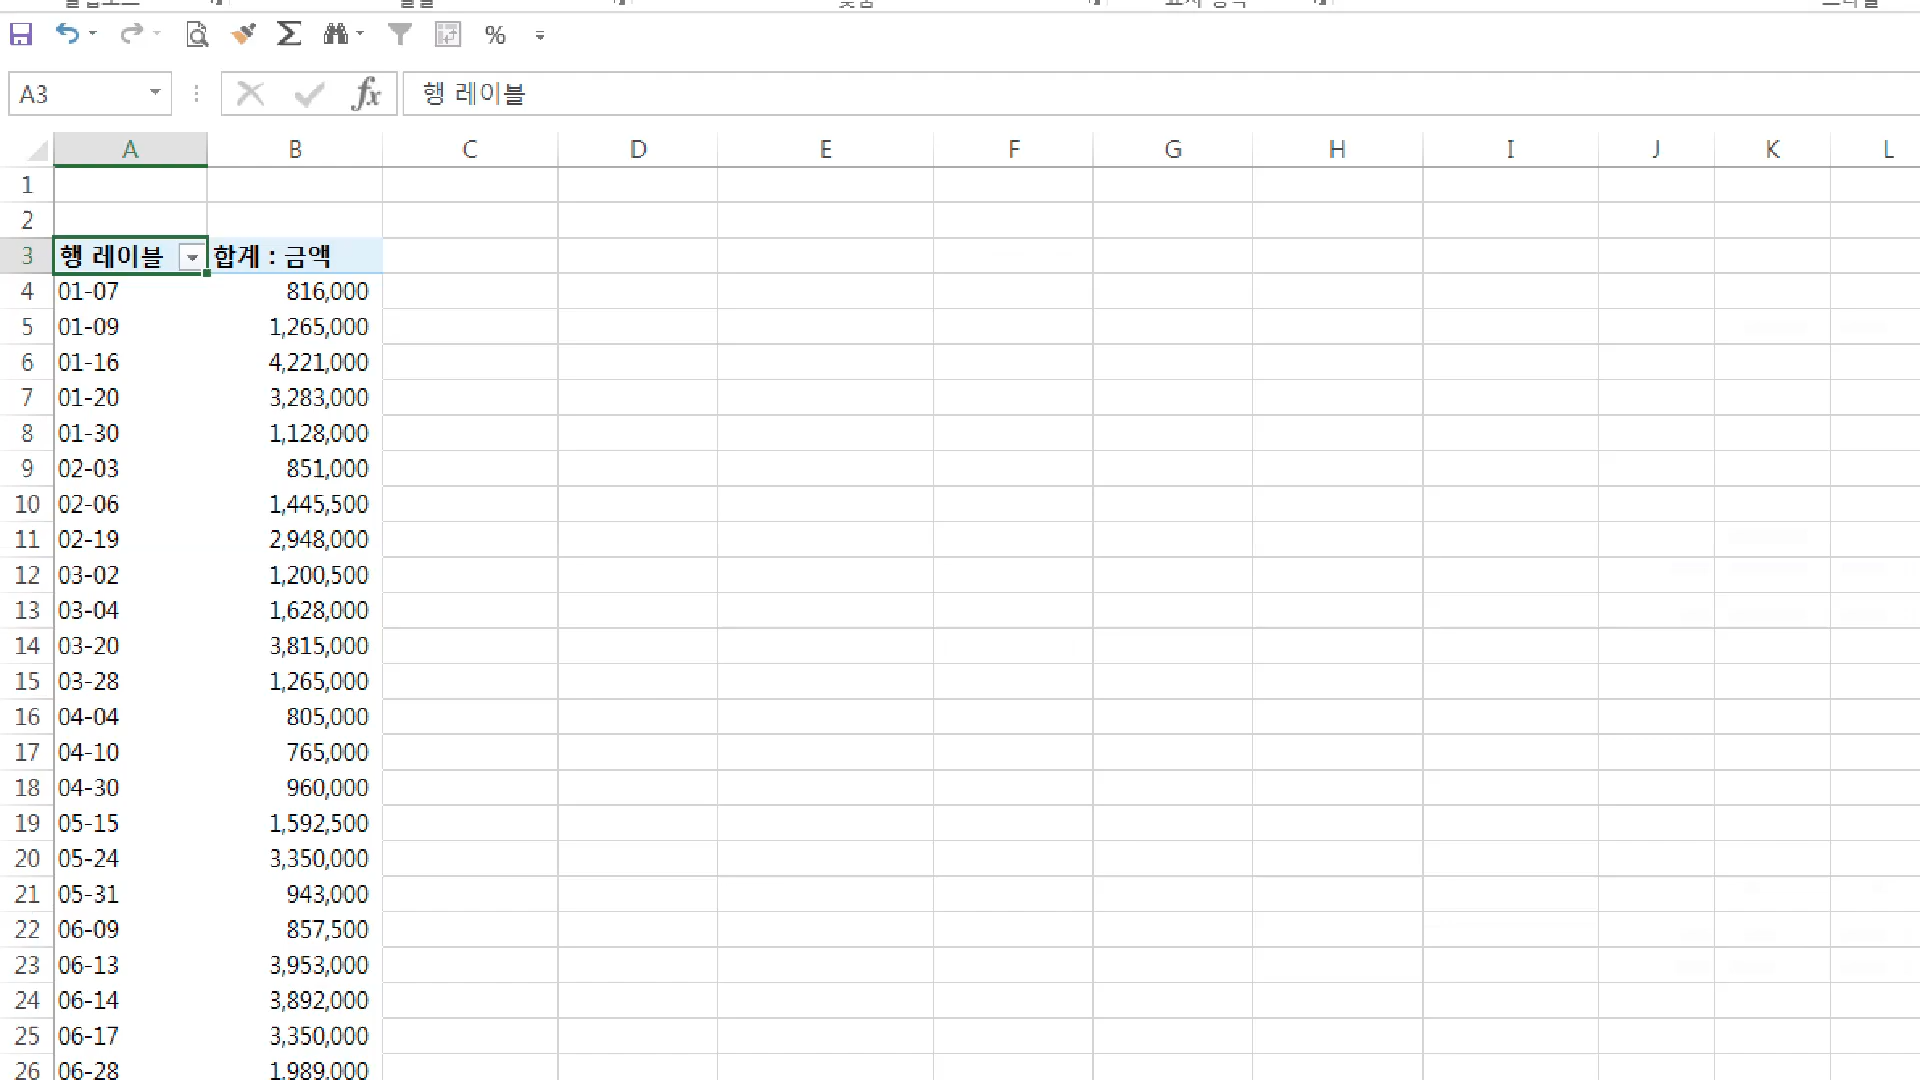 %
A3 fx 행 레이블
A B C D E F G H I J K L
1
2
3 행 레이블 합계 : 금액
4 01-07 816,000
5 01-09 1,265,000
6 01-16 4,221,000
7 01-20 3,283,000
8 01-30 1,128,000
9 02-03 851,000
10 02-06 1,445,500
11 02-19 2,948,000
12 03-02 1,200,500
13 03-04 1,628,000
14 03-20 3,815,000
15 03-28 1,265,000
16 04-04 805,000
17 04-10 765,000
18 04-30 960,000
19 05-15 1,592,500
20 05-24 3,350,000
21 05-31 943,000
22 06-09 857,500
23 06-13 3,953,000
24 06-14 3,892,000
25 06-17 3,350,000
26 06-28 1,989,000